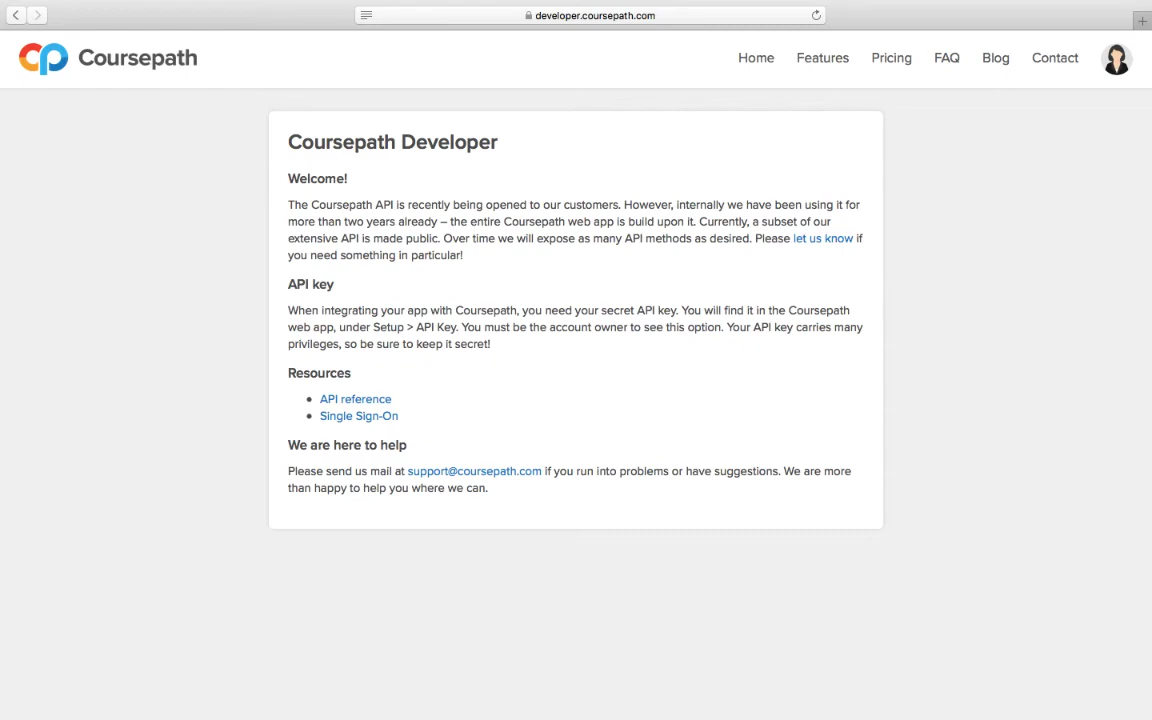 developer.coursepath.com
Coursepath
Home
Features
Pricing
FAQ
Blog
Contact
Coursepath Developer
Welcome!
The Coursepath API is recently being opened to our customers. However, internally we have been using it for
more than two years already – the entire Coursepath web app is build upon it. Currently, a subset of our
extensive API is made public. Over time we will expose as many API methods as desired. Please let us know if
you need something in particular!
API key
When integrating your app with Coursepath, you need your secret API key. You will find it in the Coursepath
web app, under Setup > API Key. You must be the account owner to see this option. Your API key carries many
privileges, so be sure to keep it secret!
Resources
• API reference
• Single Sign-On
We are here to help
Please send us mail at support@coursepath.com if you run into problems or have suggestions. We are more
than happy to help you where we can.